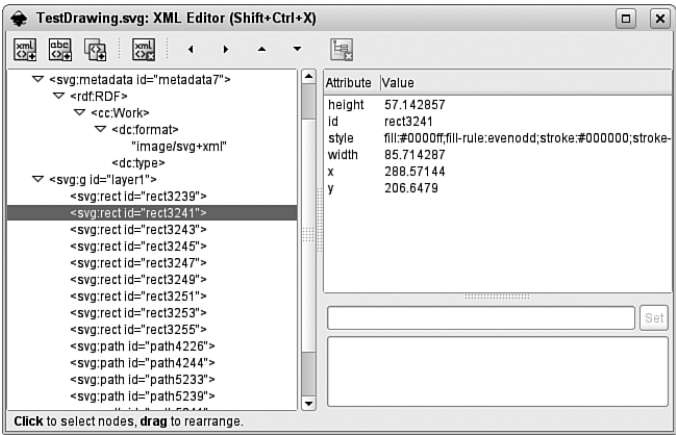 TestDrawing.svg: XML Editor (Shift+Ctrl+X)
xml
abc
xml
<svg:metadata id="metadata7">
<rdf:RDF>
<cc:Work>
<dc:format>
"image/svg+xml"
<dc:type>
<svg:g id="layer1">
<svg:rect id="rect3239">
<svg:rect id="rect3241">
<svg:rect id="rect3243">
<svg:rect id="rect3245">
<svg:rect id="rect3247">
<svg:rect id="rect3249">
<svg:rect id="rect3251">
<svg:rect id="rect3253">
<svg:rect id="rect3255">
<svg:path id="path4226">
<svg:path id="path4244">
<svg:path id="path5233">
<svg:path id="path5239">
Attribute Value
height 57.142857
id rect3241
style fill:#0000ff;fill-rule:evenodd;stroke:#000000;stroke-
width 85.714287
x 288.57144
y 206.6479
Set
Click to select nodes, drag to rearrange.